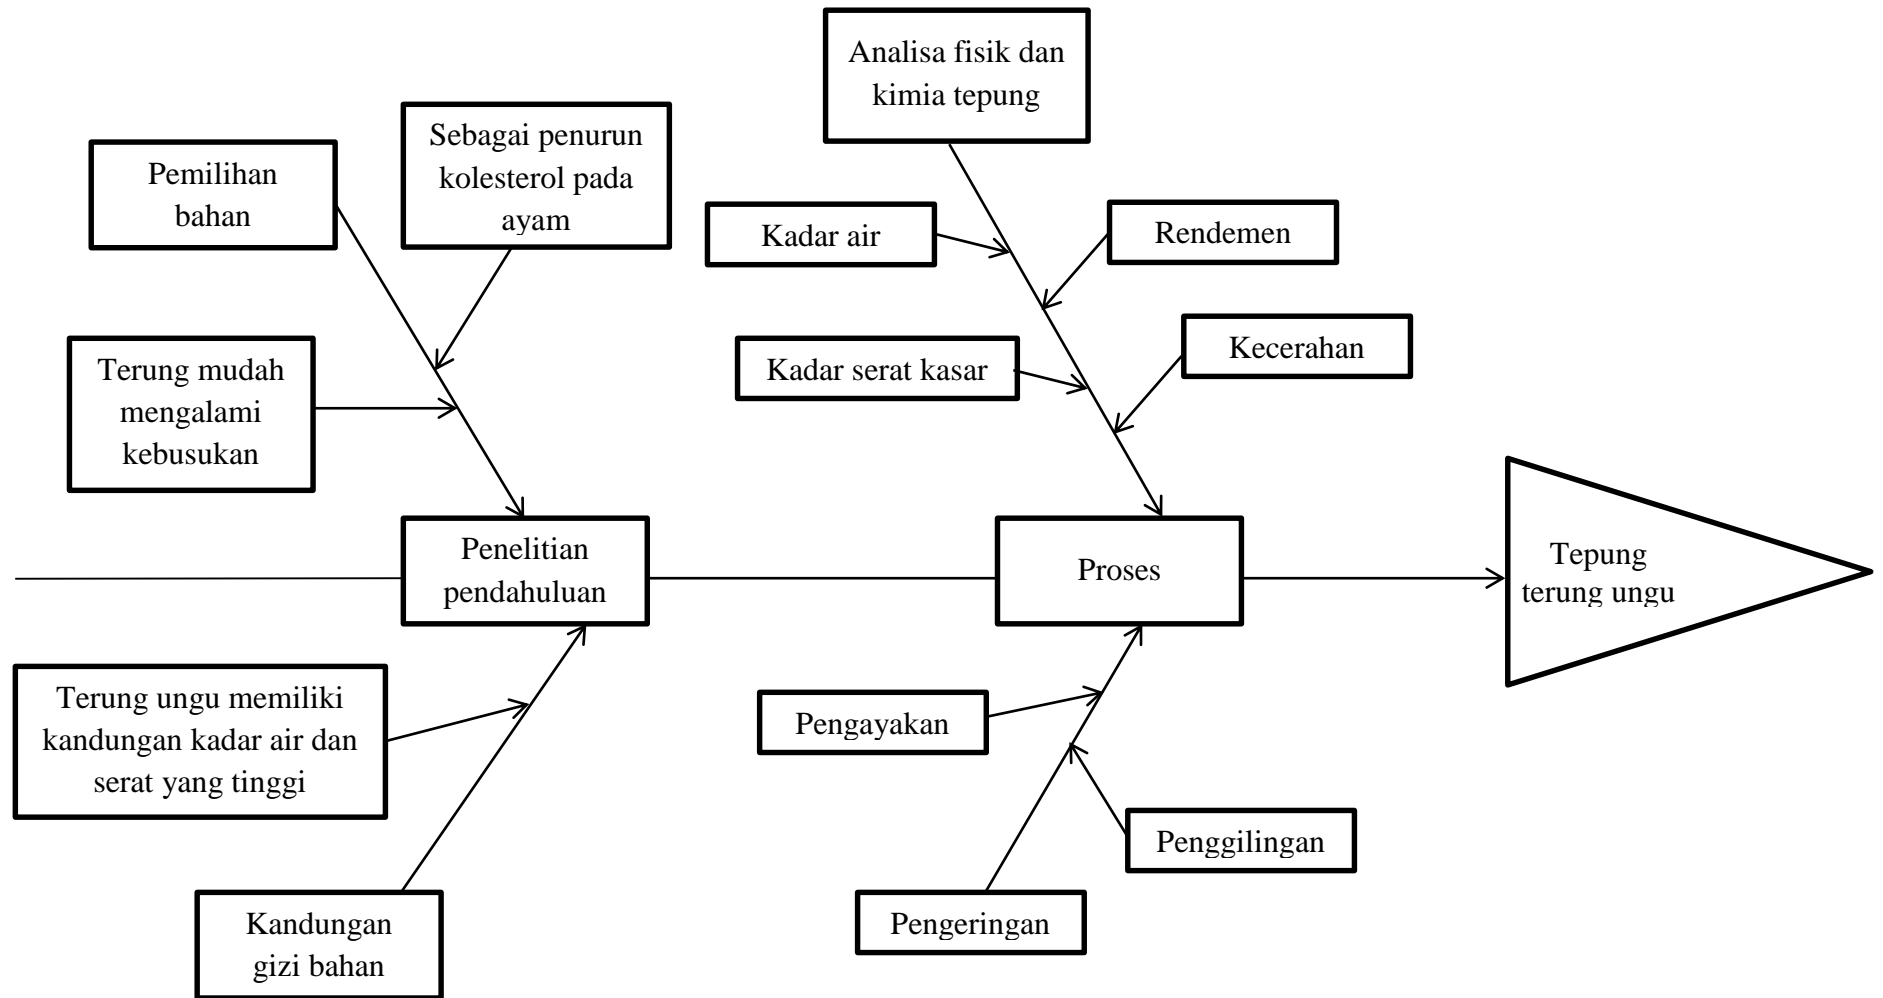 Analisa fisik dan
kimia tepung
Sebagai penurun
kolesterol pada
ayam
Pemilihan
bahan
Kadar air
Rendemen
Terung mudah
mengalami
kebusukan
Kadar serat kasar
Kecerahan
Penelitian
pendahuluan
Proses
Tepung
terung ungu
Terung ungu memiliki
kandungan kadar air dan
serat yang tinggi
Pengayakan
Penggilingan
Kandungan
gizi bahan
Pengeringan